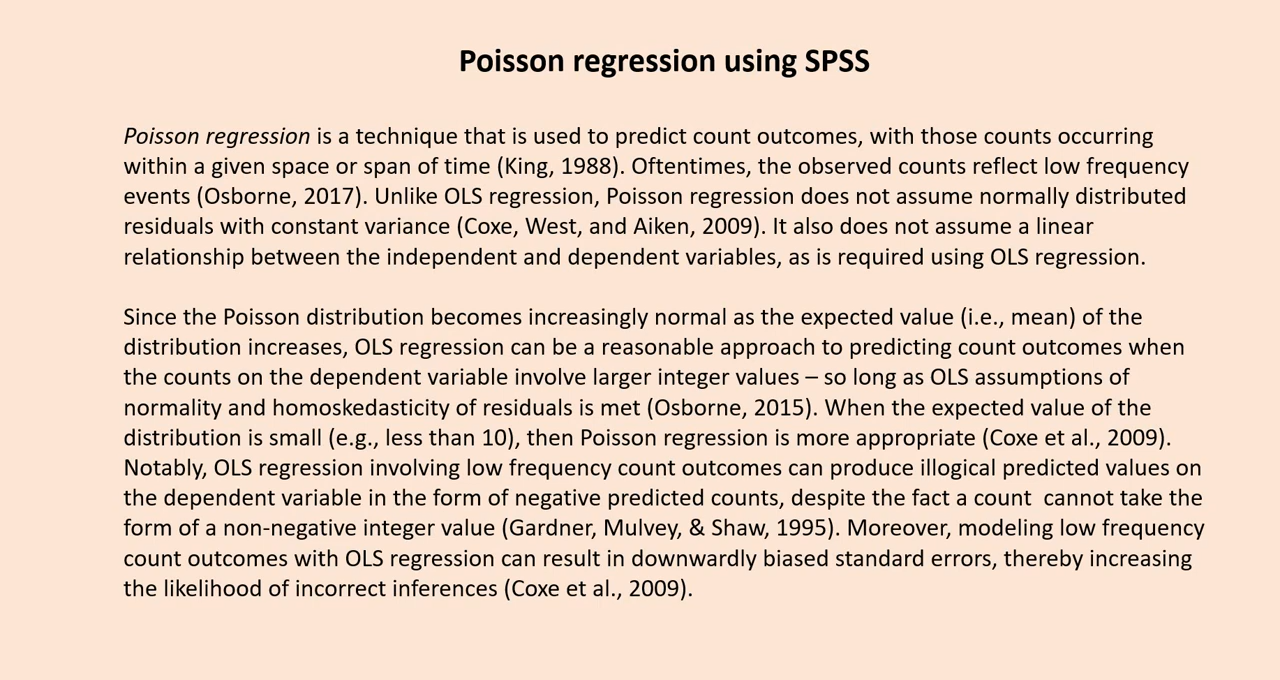 Poisson regression using SPSS
Poisson regression is a technique that is used to predict count outcomes, with those counts occurring
within a given space or span of time (King, 1988). Oftentimes, the observed counts reflect low frequency
events (Osborne, 2017). Unlike OLS regression, Poisson regression does not assume normally distributed
residuals with constant variance (Coxe, West, and Aiken, 2009). It also does not assume a linear
relationship between the independent and dependent variables, as is required using OLS regression.
Since the Poisson distribution becomes increasingly normal as the expected value (i.e., mean) of the
distribution increases, OLS regression can be a reasonable approach to predicting count outcomes when
the counts on the dependent variable involve larger integer values – so long as OLS assumptions of
normality and homoskedasticity of residuals is met (Osborne, 2015). When the expected value of the
distribution is small (e.g., less than 10), then Poisson regression is more appropriate (Coxe et al., 2009).
Notably, OLS regression involving low frequency count outcomes can produce illogical predicted values on
the dependent variable in the form of negative predicted counts, despite the fact a count  cannot take the
form of a non-negative integer value (Gardner, Mulvey, & Shaw, 1995). Moreover, modeling low frequency
count outcomes with OLS regression can result in downwardly biased standard errors, thereby increasing
the likelihood of incorrect inferences (Coxe et al., 2009).